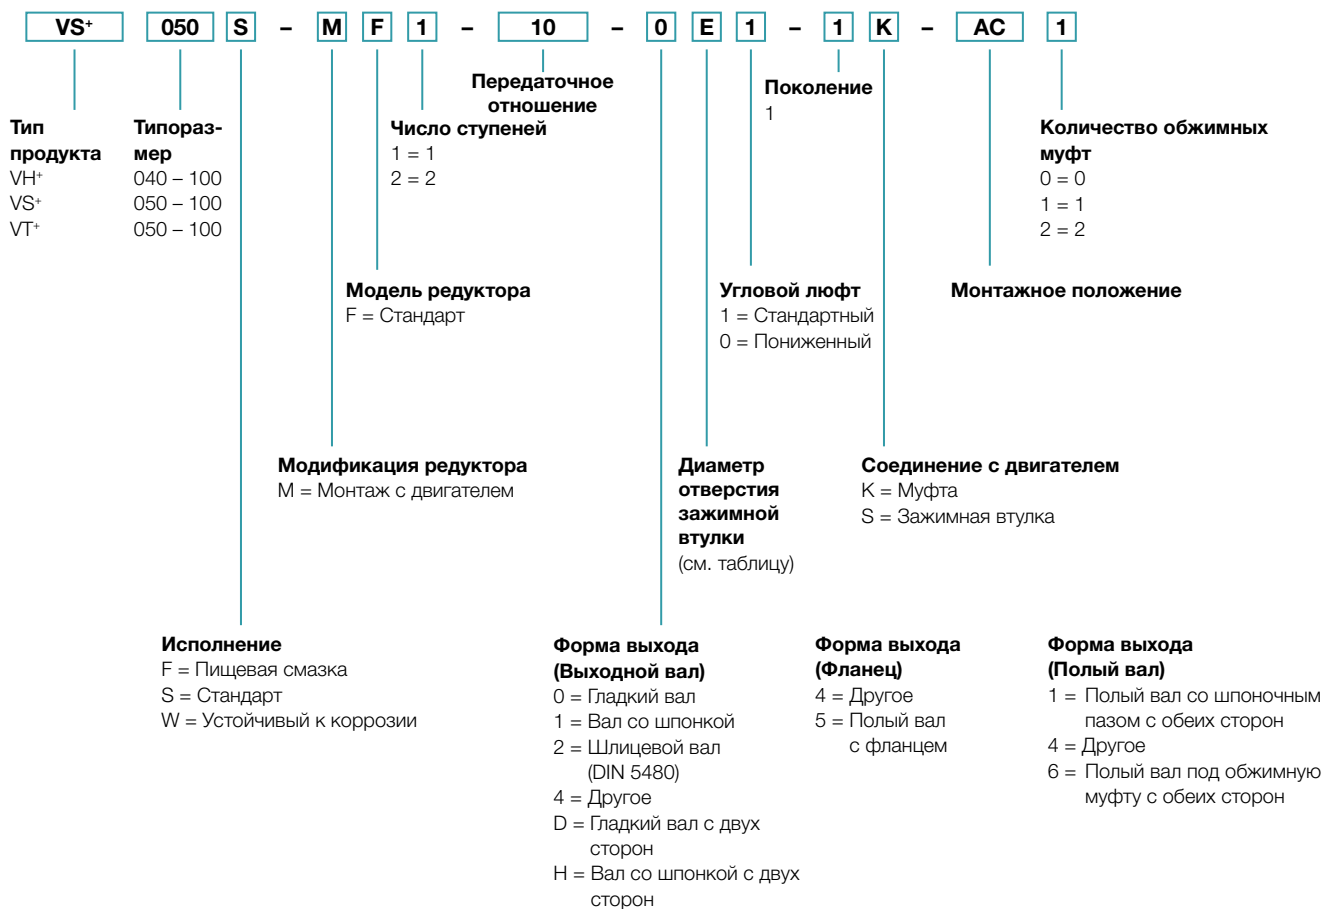 VS⁺ 050 S – M F 1 – 10 – 0 E 1 – 1 K – AC 1
Передаточное
отношение
Поколение
1
Тип
продукта
VH⁺
VS⁺
VT⁺
Типораз-
мер
040 – 100
050 – 100
050 – 100
Число ступеней
1 = 1
2 = 2
Количество обжимных
муфт
0 = 0
1 = 1
2 = 2
Модель редуктора
F = Стандарт
Угловой люфт
1 = Стандартный
0 = Пониженный
Монтажное положение
Модификация редуктора
M = Монтаж с двигателем
Диаметр
отверстия
зажимной
втулки
(см. таблицу)
Соединение с двигателем
K = Муфта
S = Зажимная втулка
Исполнение
F = Пищевая смазка
S = Стандарт
W = Устойчивый к коррозии
Форма выхода
(Выходной вал)
0 = Гладкий вал
1 = Вал со шпонкой
2 = Шлицевой вал
(DIN 5480)
4 = Другое
D = Гладкий вал с двух
сторон
H = Вал со шпонкой с двух
сторон
Форма выхода
(Фланец)
4 = Другое
5 = Полый вал
с фланцем
Форма выхода
(Полый вал)
1 = Полый вал со шпоночным
пазом с обеих сторон
4 = Другое
6 = Полый вал под обжимную
муфту с обеих сторон